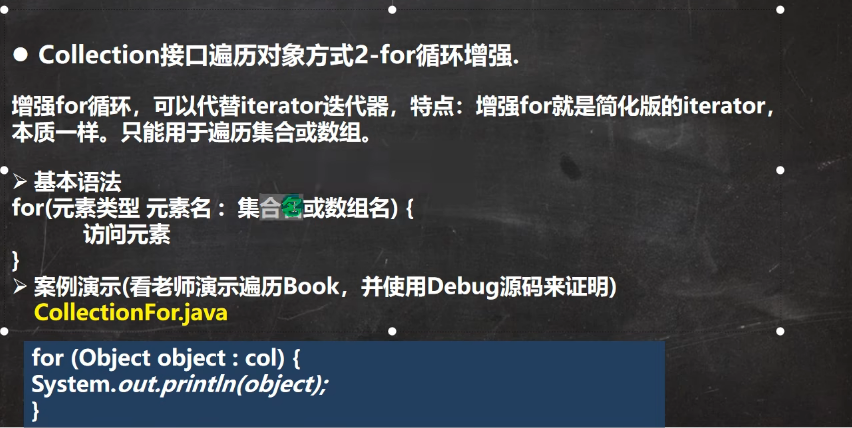 ● Collection接口遍历对象方式2-for循环增强.
增强for循环，可以代替iterator迭代器，特点：增强for就是简化版的iterator，
本质一样。只能用于遍历集合或数组。
➢ 基本语法
for(元素类型 元素名 : 集合名或数组名) {
访问元素
}
➢ 案例演示(看老师演示遍历Book，并使用Debug源码来证明)
CollectionFor.java
for (Object object : col) {
System.out.println(object);
}